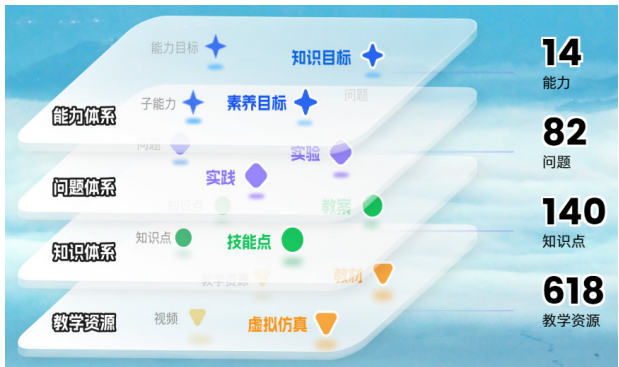 能力目标
知识目标
14
能力
能力体系
子能力
素养目标
问题
82
问题
问题
实验
问题体系
实践
知识点
教案
140
知识点
知识体系
知识点
技能点
教学资源
教材
618
教学资源
教学资源
视频
虚拟仿真